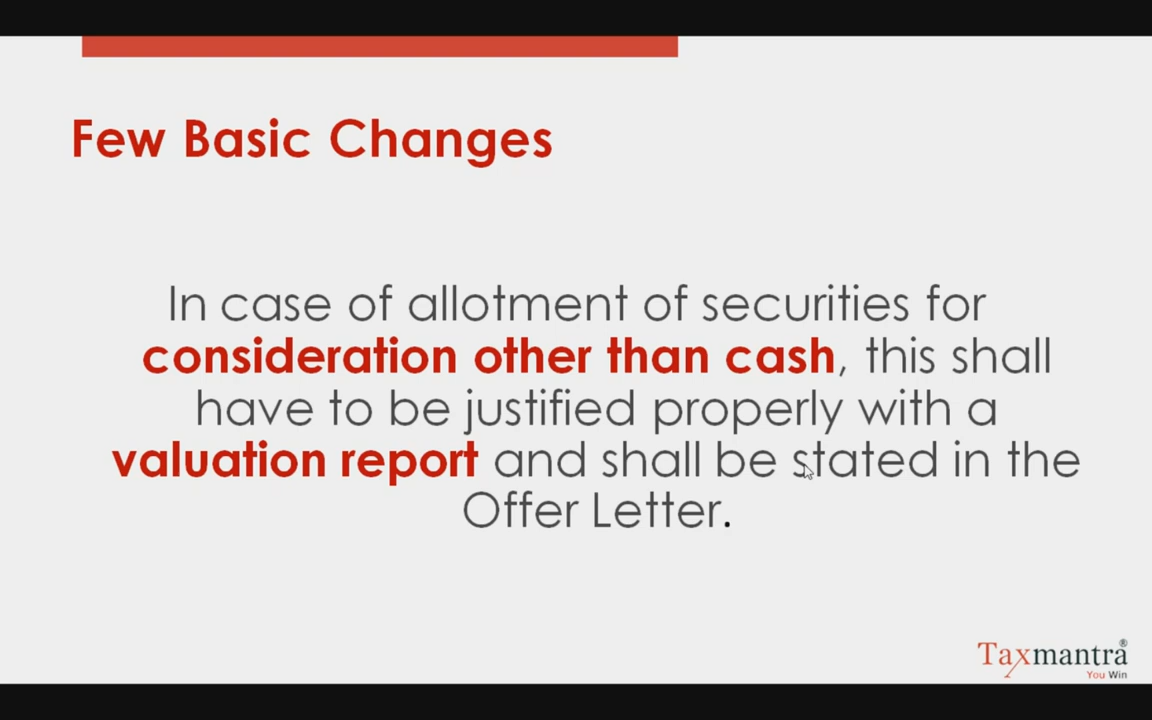 Few Basic Changes
In case of allotment of securities for
consideration other than cash, this shall
have to be justified properly with a
valuation report and shall be stated in the
Offer Letter.
Taxmantra®
You Win